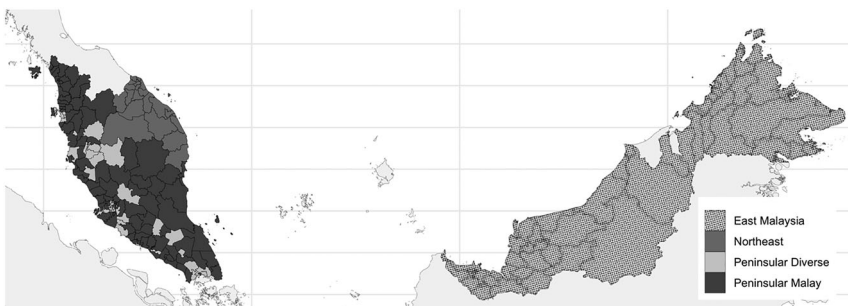 East Malaysia
Northeast
Peninsular Diverse
Peninsular Malay